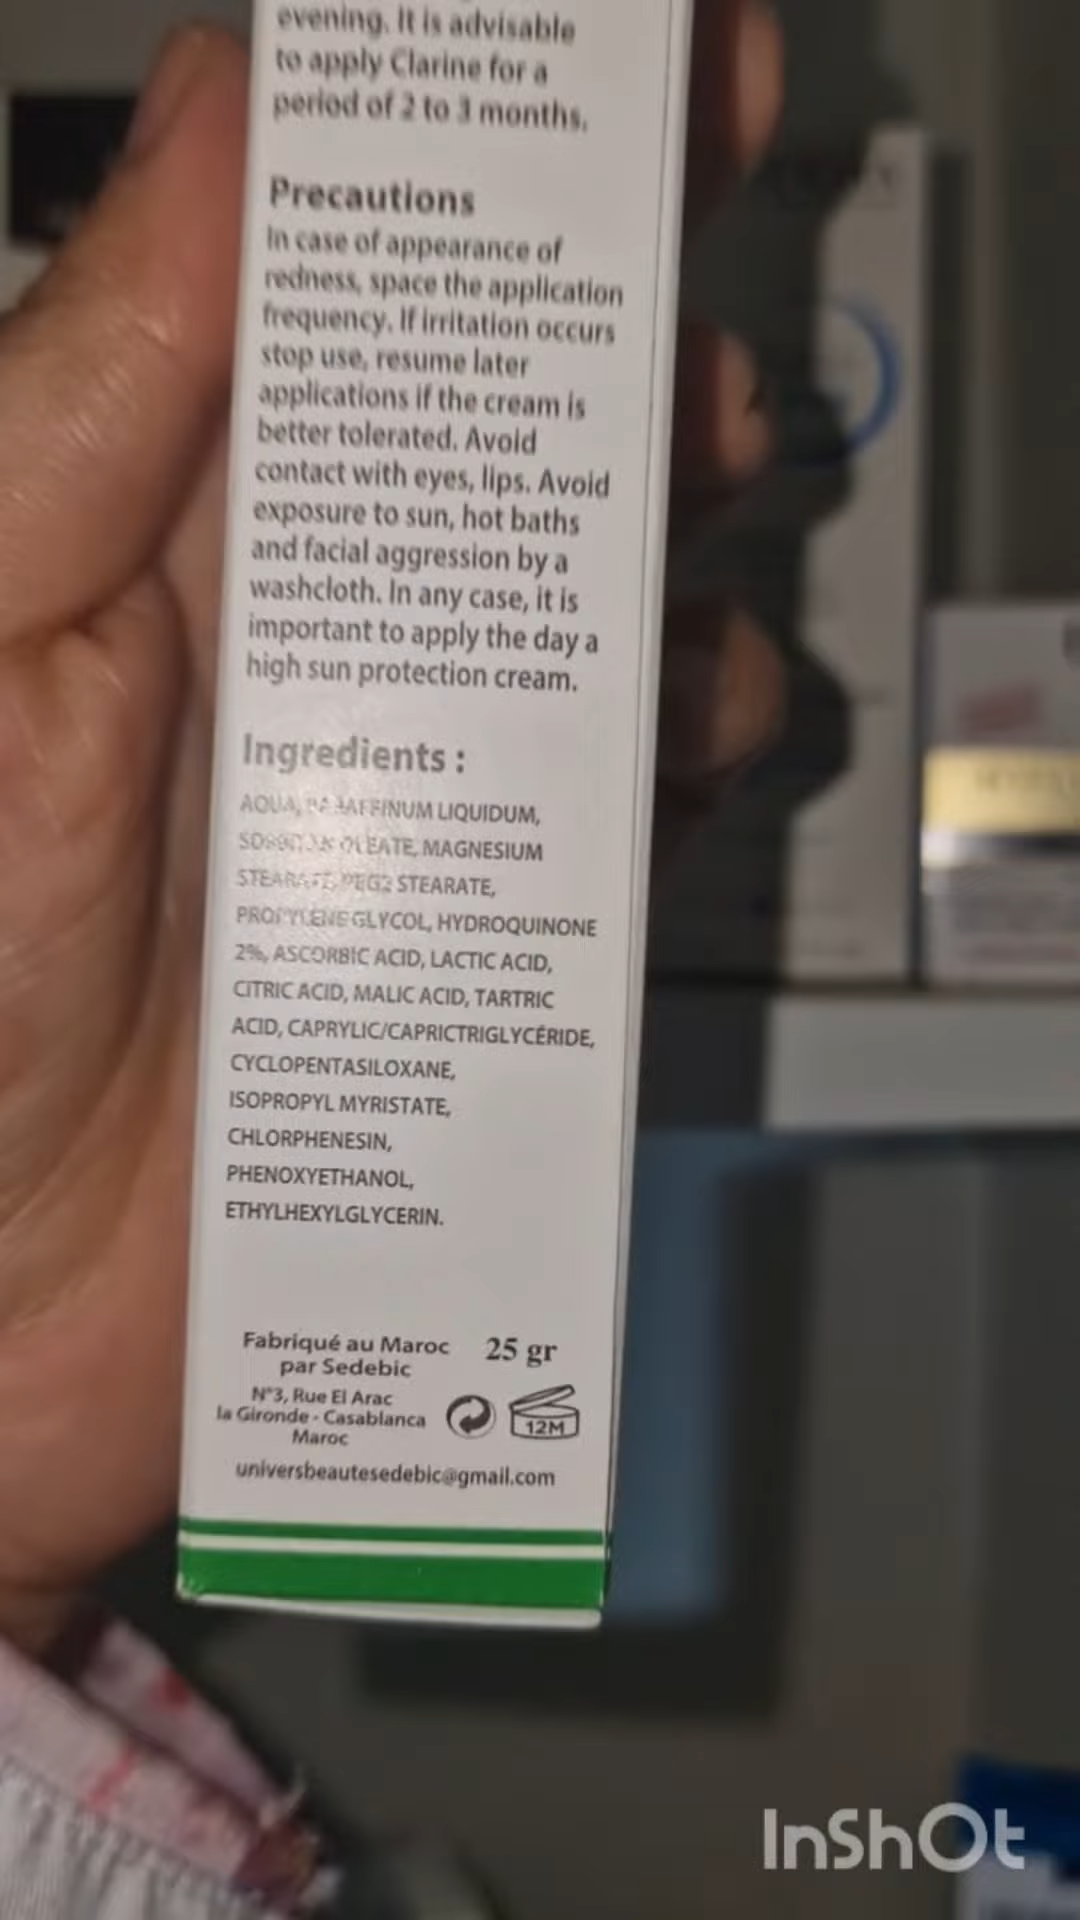 evening. It is advisable
to apply Clarine for a
period of 2 to 3 months.
Precautions
In case of appearance of
redness, space the application
frequency. If irritation occurs
stop use, resume later
applications if the cream is
better tolerated. Avoid
contact with eyes, lips. Avoid
exposure to sun, hot baths
and facial aggression by a
washcloth. In any case, it is
important to apply the day a
high sun protection cream.
Ingredients :
AQUA, PARAFFINUM LIQUIDUM,
SORBITAN OLEATE, MAGNESIUM
STEARATE, PEG2 STEARATE,
PROPYLENE GLYCOL, HYDROQUINONE
2%, ASCORBIC ACID, LACTIC ACID,
CITRIC ACID, MALIC ACID, TARTRIC
ACID, CAPRYLIC/CAPRICTRIGLYCÉRIDE,
CYCLOPENTASILOXANE,
ISOPROPYL MYRISTATE,
CHLORPHENESIN,
PHENOXYETHANOL,
ETHYLHEXYLGLYCERIN.
Fabriqué au Maroc
par Sedebic
25 gr
N°3, Rue El Arac
la Gironde - Casablanca
Maroc
12M
universbeautesedebic@gmail.com
InShOt